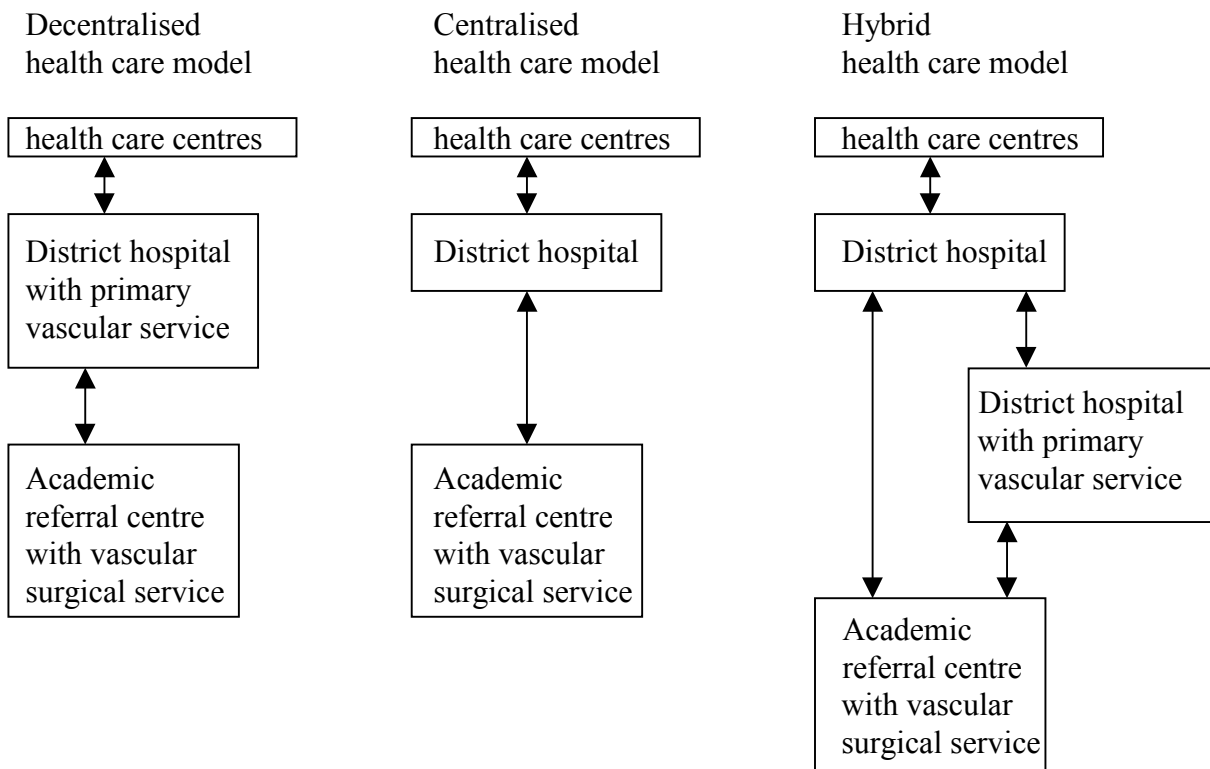 Decentralised
health care model
health care centres
District hospital
with primary
vascular service
Academic
referral centre
with vascular
surgical service
Centralised
health care model
health care centres
District hospital
Academic
referral centre
with vascular
surgical service
Hybrid
health care model
health care centres
District hospital
District hospital
with primary
vascular service
Academic
referral centre
with vascular
surgical service